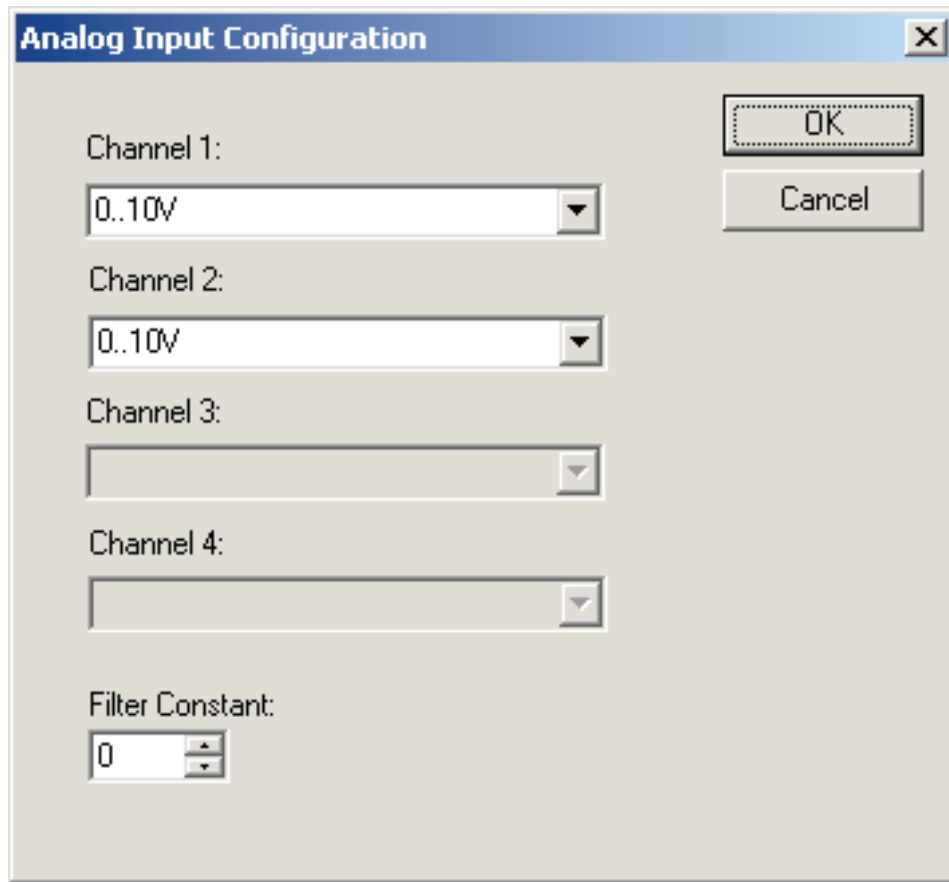 Analog Input Configuration
OK
Cancel
Channel 1:
0..10V
Channel 2:
0..10V
Channel 3:
Channel 4:
Filter Constant:
0